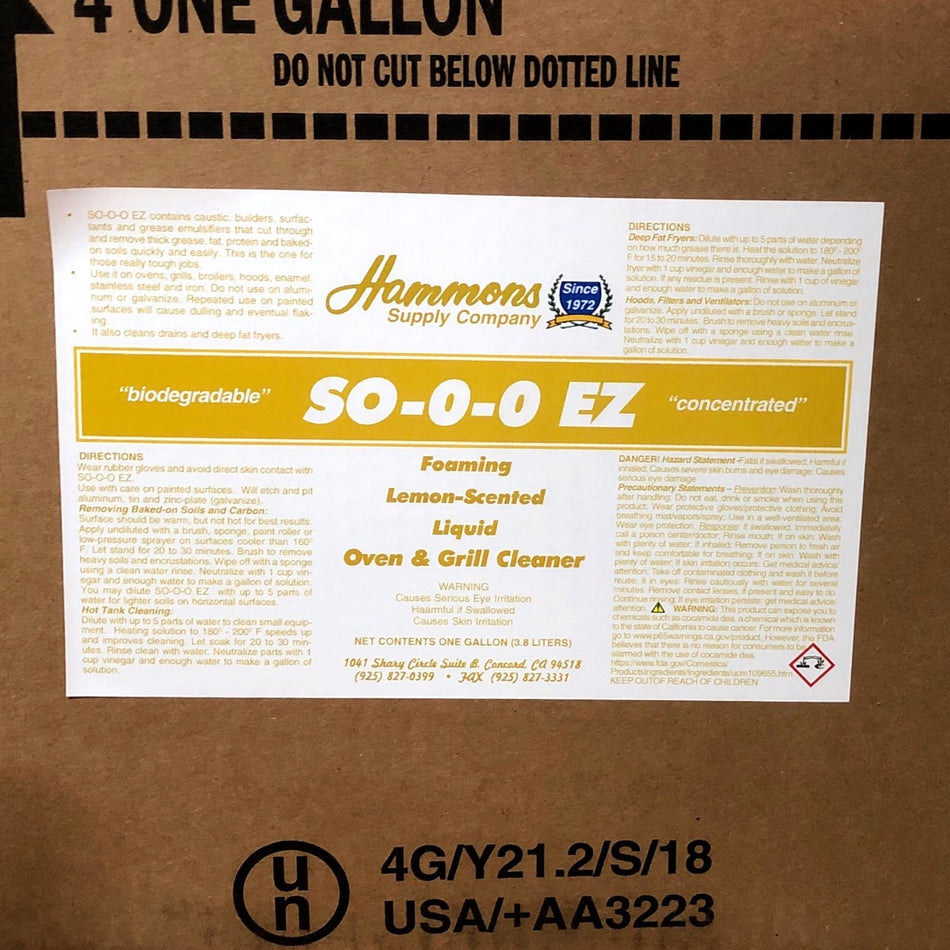 4 ONE GALLON
DO NOT CUT BELOW DOTTED LINE
• SO-O-O EZ contains caustic, builders, surfac-
tants and grease emulsifiers that cut through
and remove thick grease, fat, protein and baked-
on soils quickly and easily. This is the one for
those really tough jobs.
• Use it on ovens, grills, broilers, hoods, enamel,
stainless steel and iron. Do not use on alumi-
num or galvanize. Repeated use on painted
surfaces will cause dulling and eventual flak-
ing.
• It also cleans drains and deep fat fryers.
Hammons
Supply Company
Since
1972
DIRECTIONS
Deep Fat Fryers: Dilute with up to 5 parts of water depending
on how much grease there is. Heat the solution to 180º - 200º
F for 15 to 20 minutes. Rinse thoroughly with water. Neutralize
fryer with 1 cup vinegar and enough water to make a gallon of
solution. If any residue is present. Rinse with 1 cup of vinegar
and enough water to make a gallon of solution.
Hoods, Filters and Ventilators: Do not use on aluminum or
galvanize. Apply undiluted with a brush or sponge. Let stand
for 20 to 30 minutes. Brush to remove heavy soils and encrus-
tations. Wipe off with a sponge using a clean water rinse.
Neutralize with 1 cup vinegar and enough water to make a
gallon of solution.
"biodegradable"
SO-O-O EZ
"concentrated"
DIRECTIONS
Wear rubber gloves and avoid direct skin contact with
SO-O-O EZ.
Use with care on painted surfaces. Will etch and pit
aluminum, tin and zinc-plate (galvanize).
Removing Baked-on Soils and Carbon:
Surface should be warm, but not hot for best results.
Apply undiluted with a brush, sponge, paint roller or
low-pressure sprayer on surfaces cooler than 160º
F. Let stand for 20 to 30 minutes. Brush to remove
heavy soils and encrustations. Wipe off with a sponge
using a clean water rinse. Neutralize with 1 cup vin-
egar and enough water to make a gallon of solution.
You may dilute SO-O-O EZ with up to 5 parts of
water for lighter soils on horizontal surfaces.
Hot Tank Cleaning:
Dilute with up to 5 parts of water to clean small equip-
ment. Heating solution to 180º - 200º F speeds up
and improves cleaning. Let soak for 20 to 30 min-
utes. Rinse clean with water. Neutralize parts with 1
cup vinegar and enough water to make a gallon of
solution.
Foaming
Lemon-Scented
Liquid
Oven & Grill Cleaner
WARNING
Causes Serious Eye Irritation
Haarmful if Swallowed
Causes Skin Irritation
NET CONTENTS ONE GALLON (3.8 LITERS)
1041 Shary Circle Suite B. Concord, CA 94518
(925) 827-0399 • FAX (925) 827-3331
DANGER! Hazard Statement -Fatal if swallowed; Harmful if
inhaled; Causes severe skin burns and eye damage; Causes
serious eye damage
Precautionary Statements – Prevention: Wash thoroughly
after handling; Do not eat, drink or smoke when using this
product; Wear protective gloves/protective clothing; Avoid
breathing mist/vapors/spray; Use in a well-ventilated area;
Wear eye protection. Response: If swallowed: Immediately
call a poison center/doctor; Rinse mouth; If on skin: Wash
with plenty of water; If inhaled: Remove person to fresh air
and keep comfortable for breathing; If on skin: Wash with
plenty of water; If skin irritation occurs: Get medical advice/
attention; Take off contaminated clothing and wash it before
reuse; If in eyes: Rinse cautiously with water for several
minutes. Remove contact lenses, if present and easy to do.
Continue rinsing; If eye irritation persists: get medical advice/
attention. WARNING: This product can expose you to
chemicals such as cocamide dea, a chemical which is known
to the state of California to cause cancer. For more information
go to www.p65warnings.ca.gov/product. However, the FDA
believes that there is no reason for consumers to be
alarmed with the use of cocamide dea.
https://www.fda.gov/Comestics/
ProductsIngredients/Ingredients/ucm109655.htm
KEEP OUTOF REACH OF CHILDREN
un
4G/Y21.2/S/18
USA/+AA3223